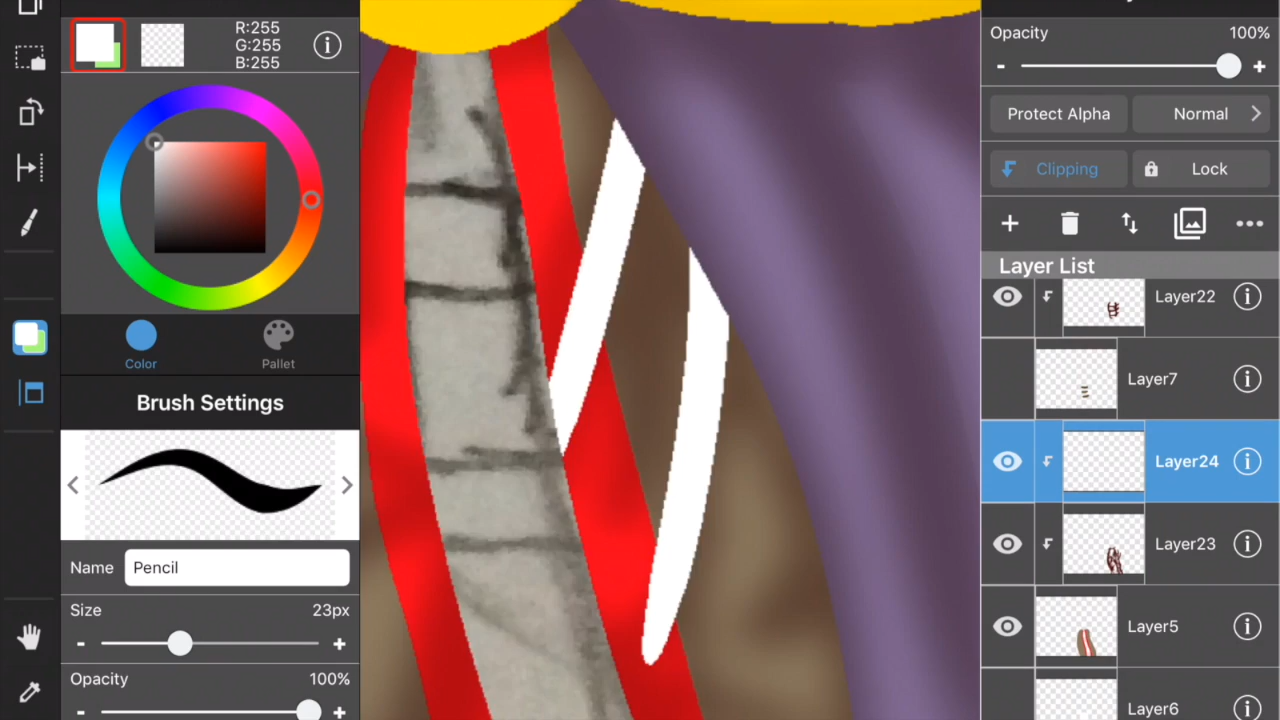 R:255
G:255
B:255
Color
Pallet
Brush Settings
Name
Pencil
Size
23px
-
+
Opacity
100%
-
+
Opacity
100%
-
+
Protect Alpha
Normal
Clipping
Lock
Layer List
Layer22
Layer7
Layer24
Layer23
Layer5
Layer6